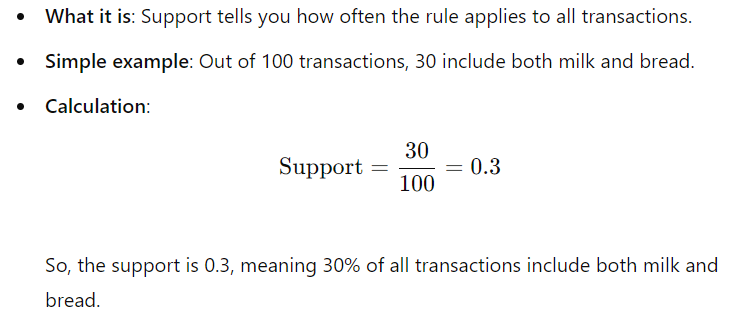 • What it is: Support tells you how often the rule applies to all transactions.
• Simple example: Out of 100 transactions, 30 include both milk and bread.
• Calculation:
Support = 30/100 = 0.3
So, the support is 0.3, meaning 30% of all transactions include both milk and
bread.